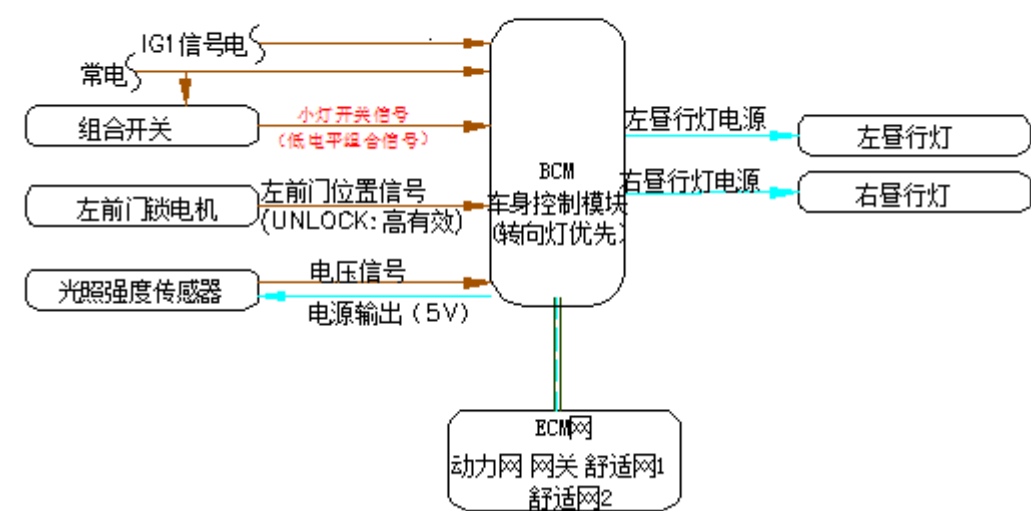 IG1信号电
常电
组合开关
小灯开关信号
(低电平组合信号)
左前门锁电机
左前门位置信号
(UNLOCK:高有效)
光照强度传感器
电压信号
电源输出(5V)
BCM
车身控制模块
(转向灯优先)
左昼行灯电源
左昼行灯
右昼行灯电源
右昼行灯
ECM网
动力网 网关 舒适网1
舒适网2